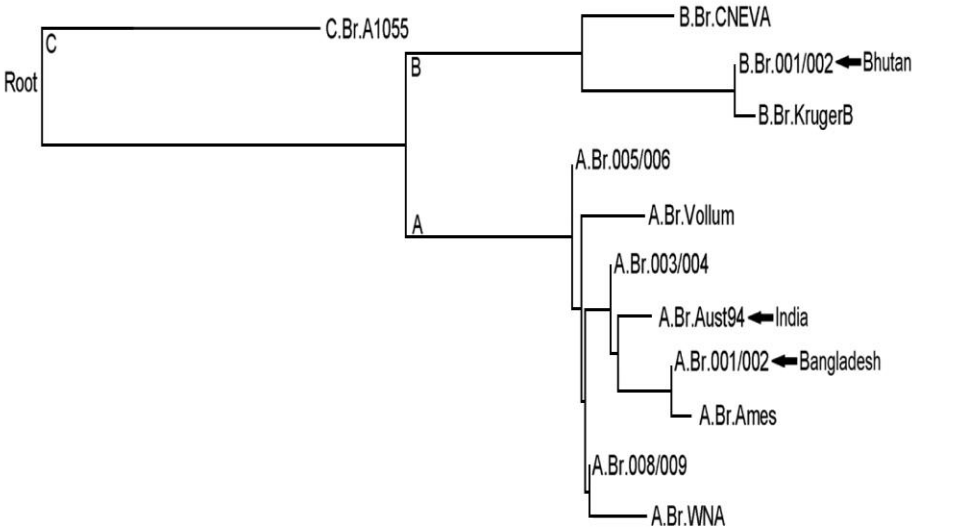 B.Br.CNEVA
C.Br.A1055
C
B.Br.001/002 Bhutan
B
Root
B.Br.KrugerB
A.Br.005/006
A.Br.Vollum
A
A.Br.003/004
A.Br.Aust94 India
A.Br.001/002 Bangladesh
A.Br.Ames
A.Br.008/009
A.Br.WNA